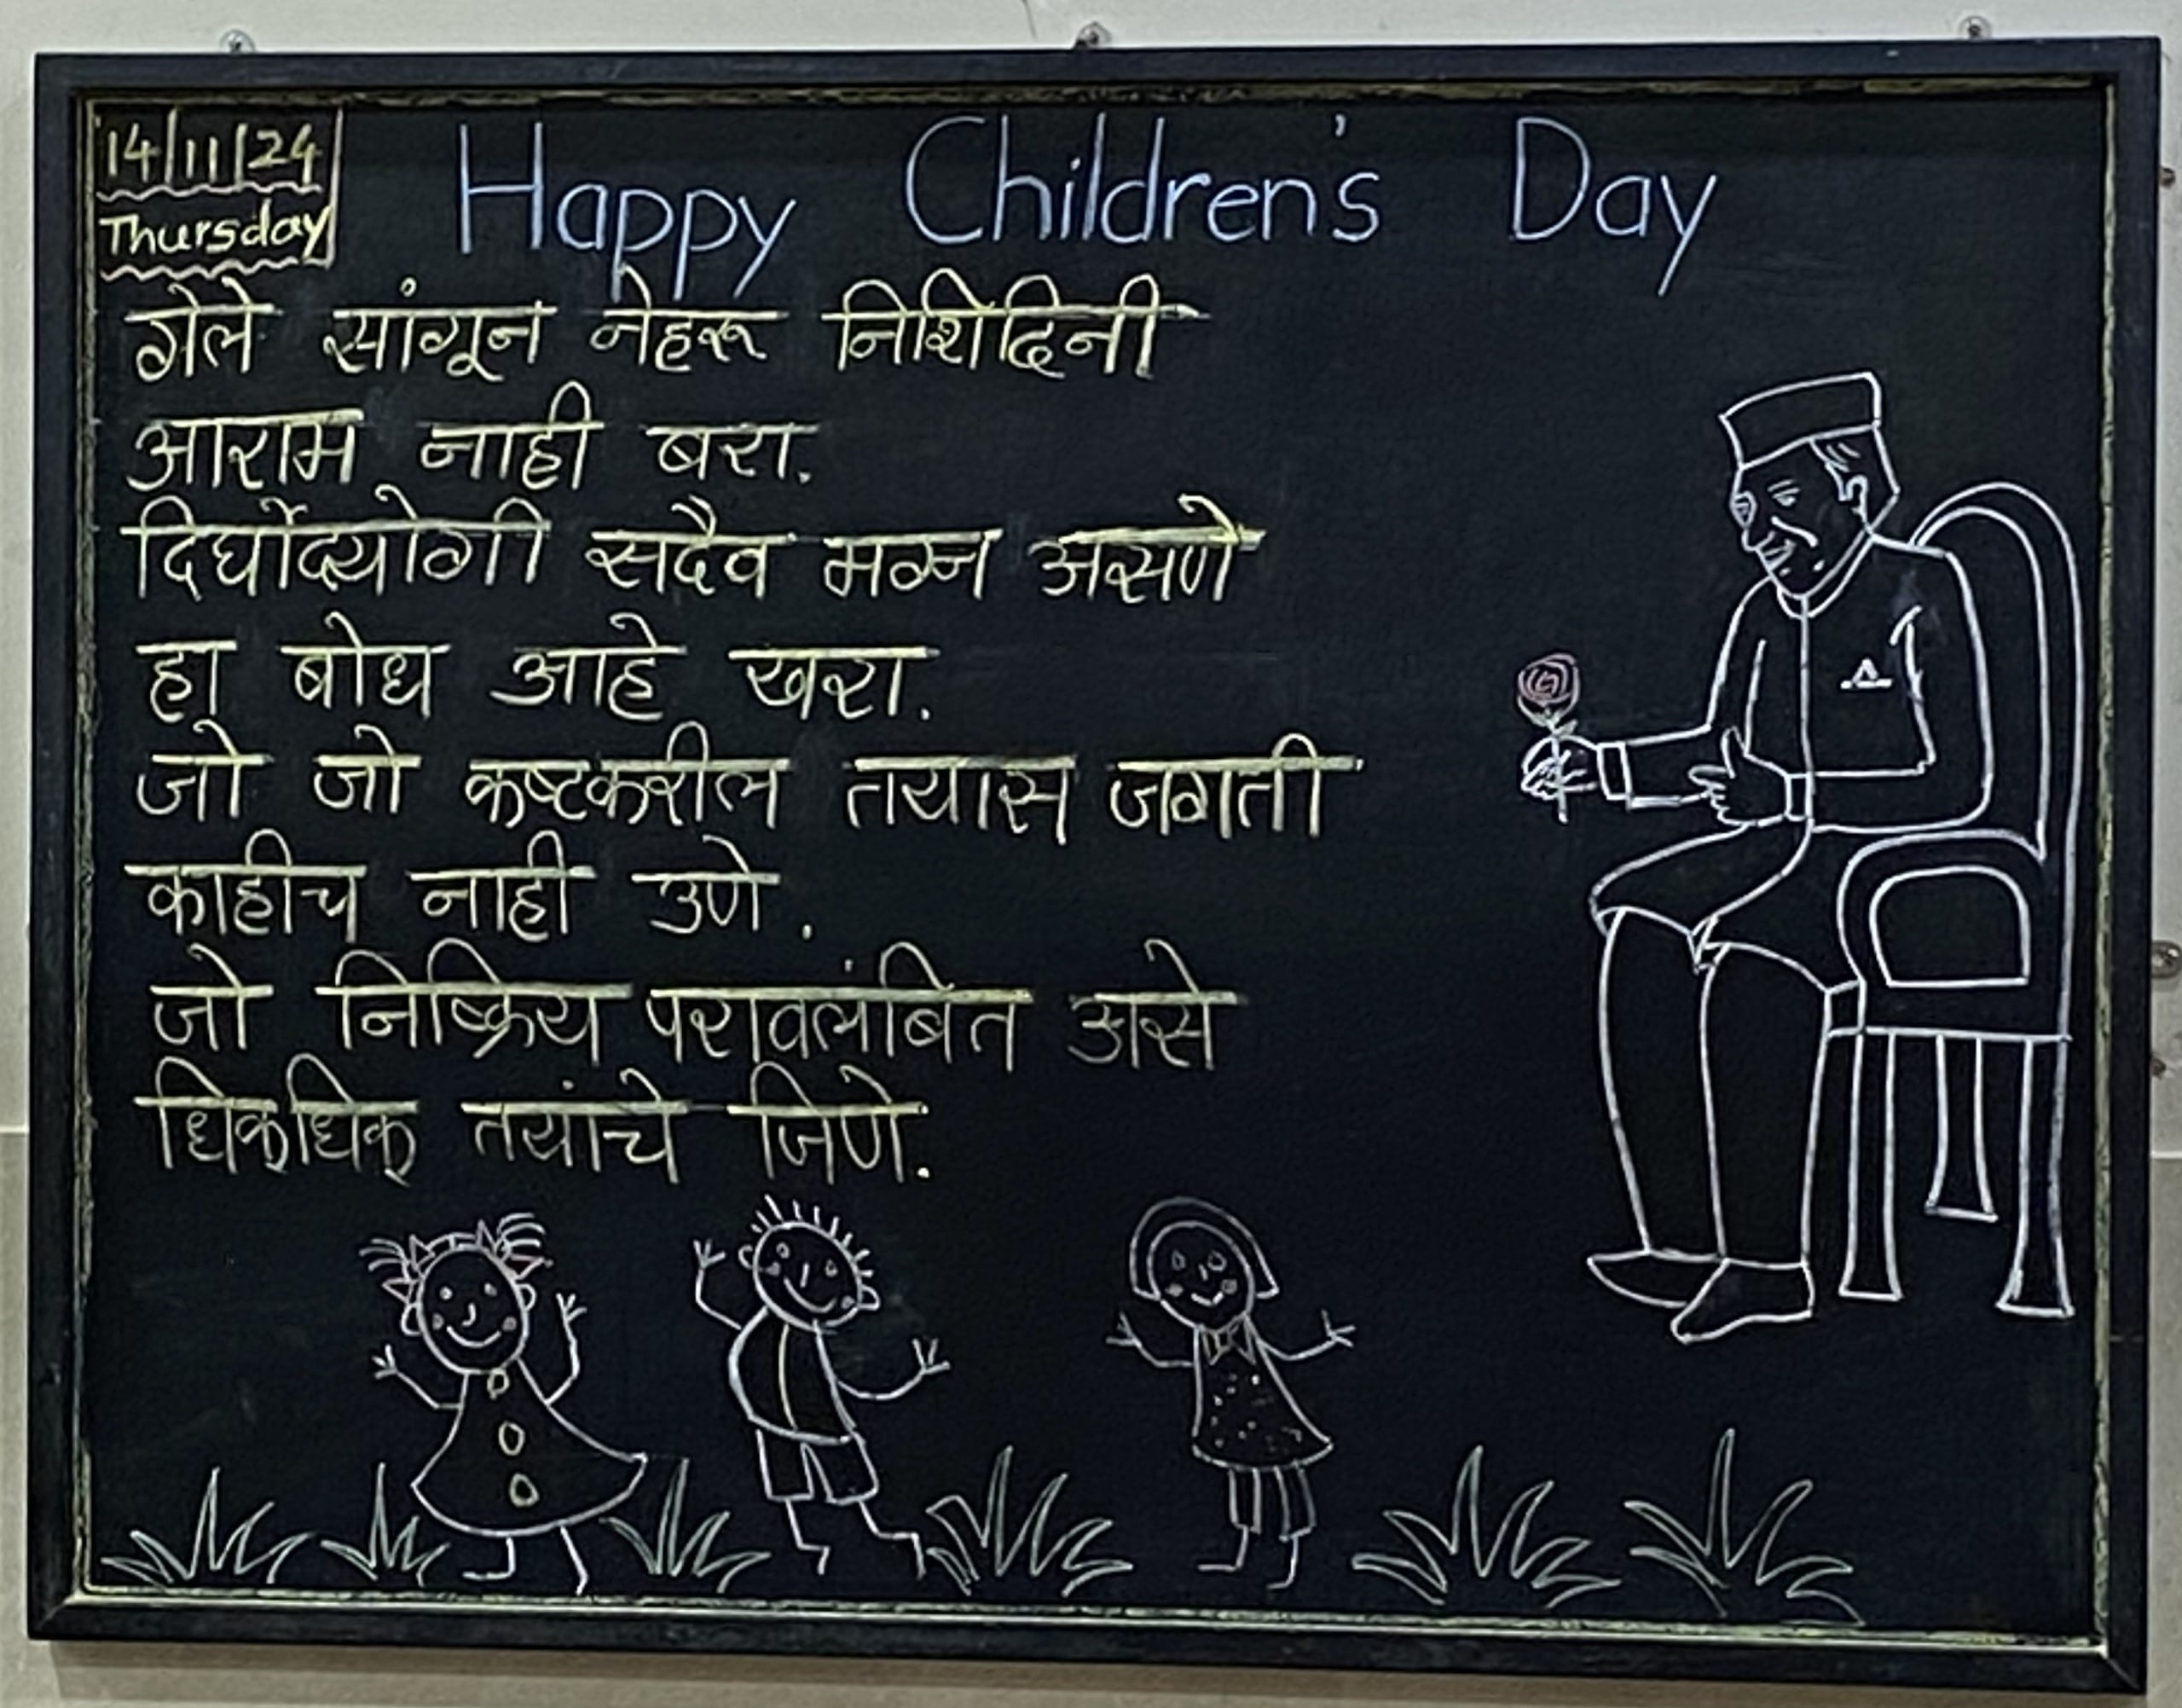 14/11/24
Thursday
Happy Children's Day
गेले सांगून नेहरू निशिदिनी
आराम नाही बरा.
दिर्घोद्योगी सदैव मग्न असणे
हा बोध आहे खरा.
जो जो कष्टकरील तयास जगती
काहीच नाही उणे.
जो निष्क्रिय परावलंबित असे
धिकधिक तयांचे जिणे.